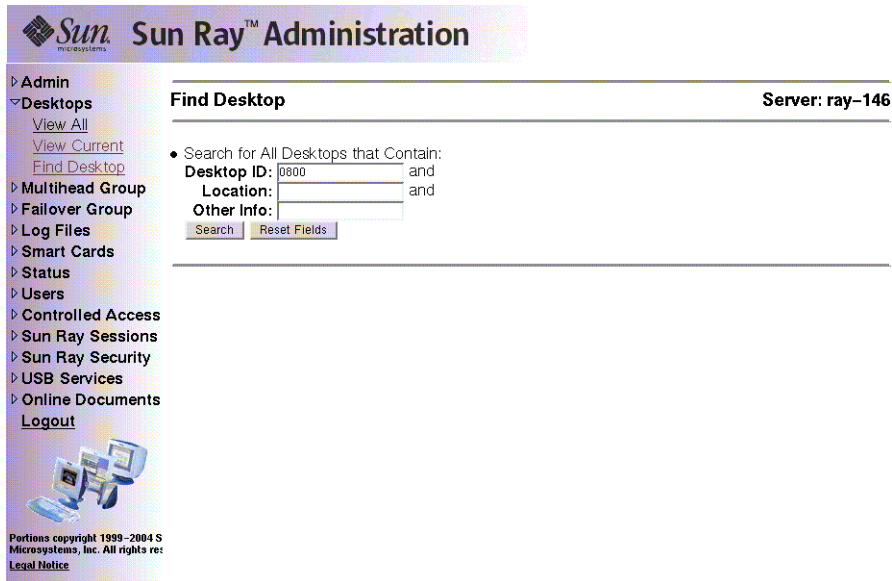 Sun
microsystems
Sun Ray™ Administration
Admin
Desktops
View All
View Current
Find Desktop
Multihead Group
Failover Group
Log Files
Smart Cards
Status
Users
Controlled Access
Sun Ray Sessions
Sun Ray Security
USB Services
Online Documents
Logout
Portions copyright 1999–2004 S
Microsystems, Inc. All rights res
Legal Notice
Find Desktop
Server: ray–146
• Search for All Desktops that Contain:
Desktop ID: 0800 and
Location: and
Other Info:
Search Reset Fields